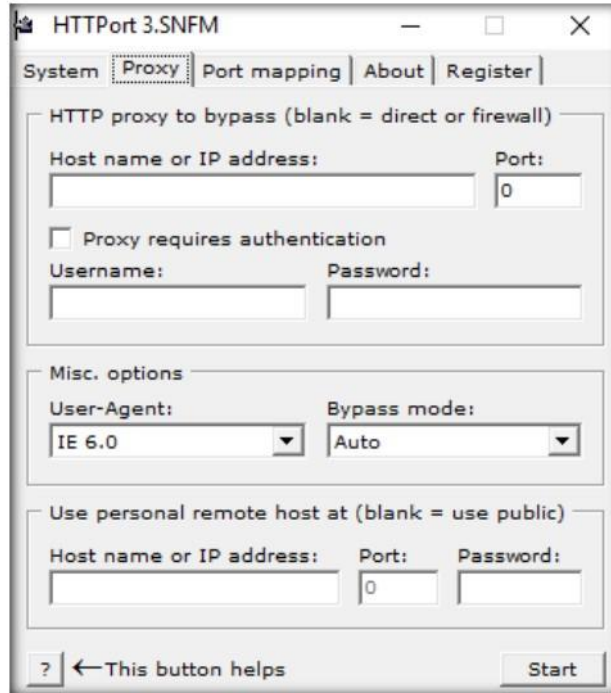 HTTPort 3.SNFM
System Proxy Port mapping About Register
HTTP proxy to bypass (blank = direct or firewall)
Host name or IP address: Port:
0
Proxy requires authentication
Username: Password:
Misc. options
User-Agent: Bypass mode:
IE 6.0 Auto
Use personal remote host at (blank = use public)
Host name or IP address: Port: Password:
0
? ←This button helps Start